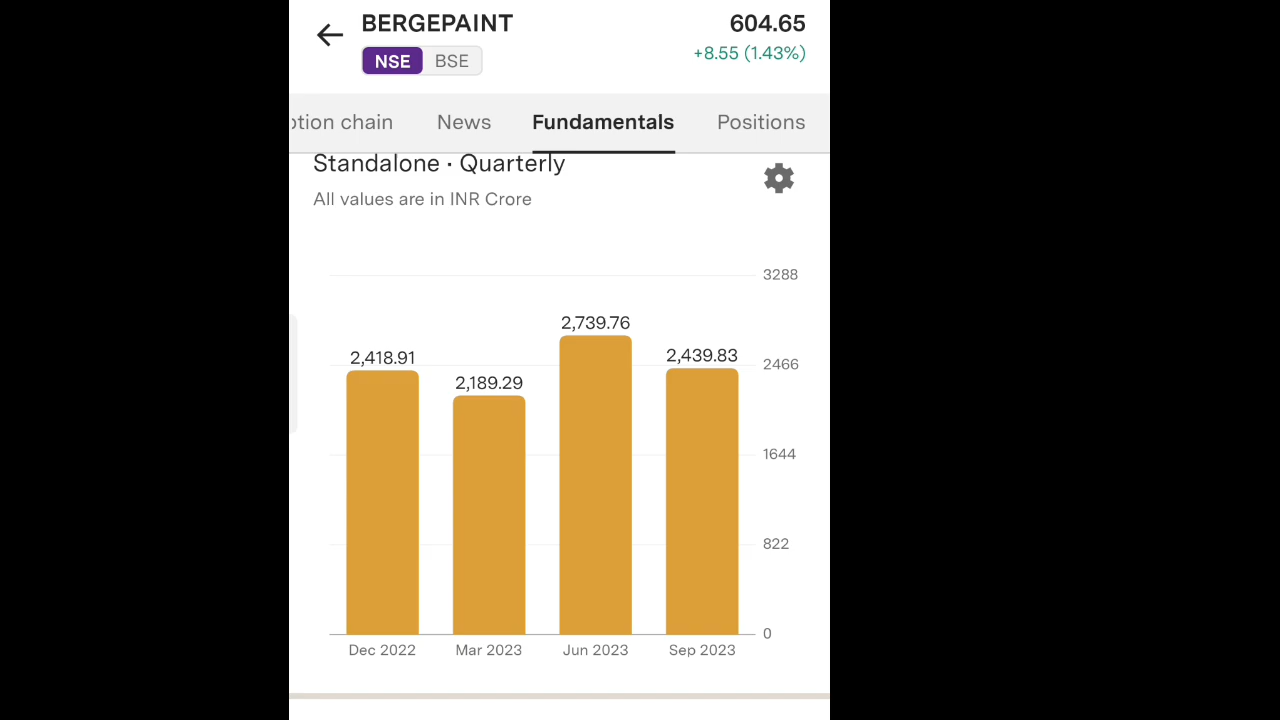 BERGEPAINT
604.65
NSE BSE
+8.55 (1.43%)
ption chain News Fundamentals Positions
Standalone · Quarterly
All values are in INR Crore
3288
2,739.76
2,418.91
2,439.83
2466
2,189.29
1644
822
0
Dec 2022 Mar 2023 Jun 2023 Sep 2023